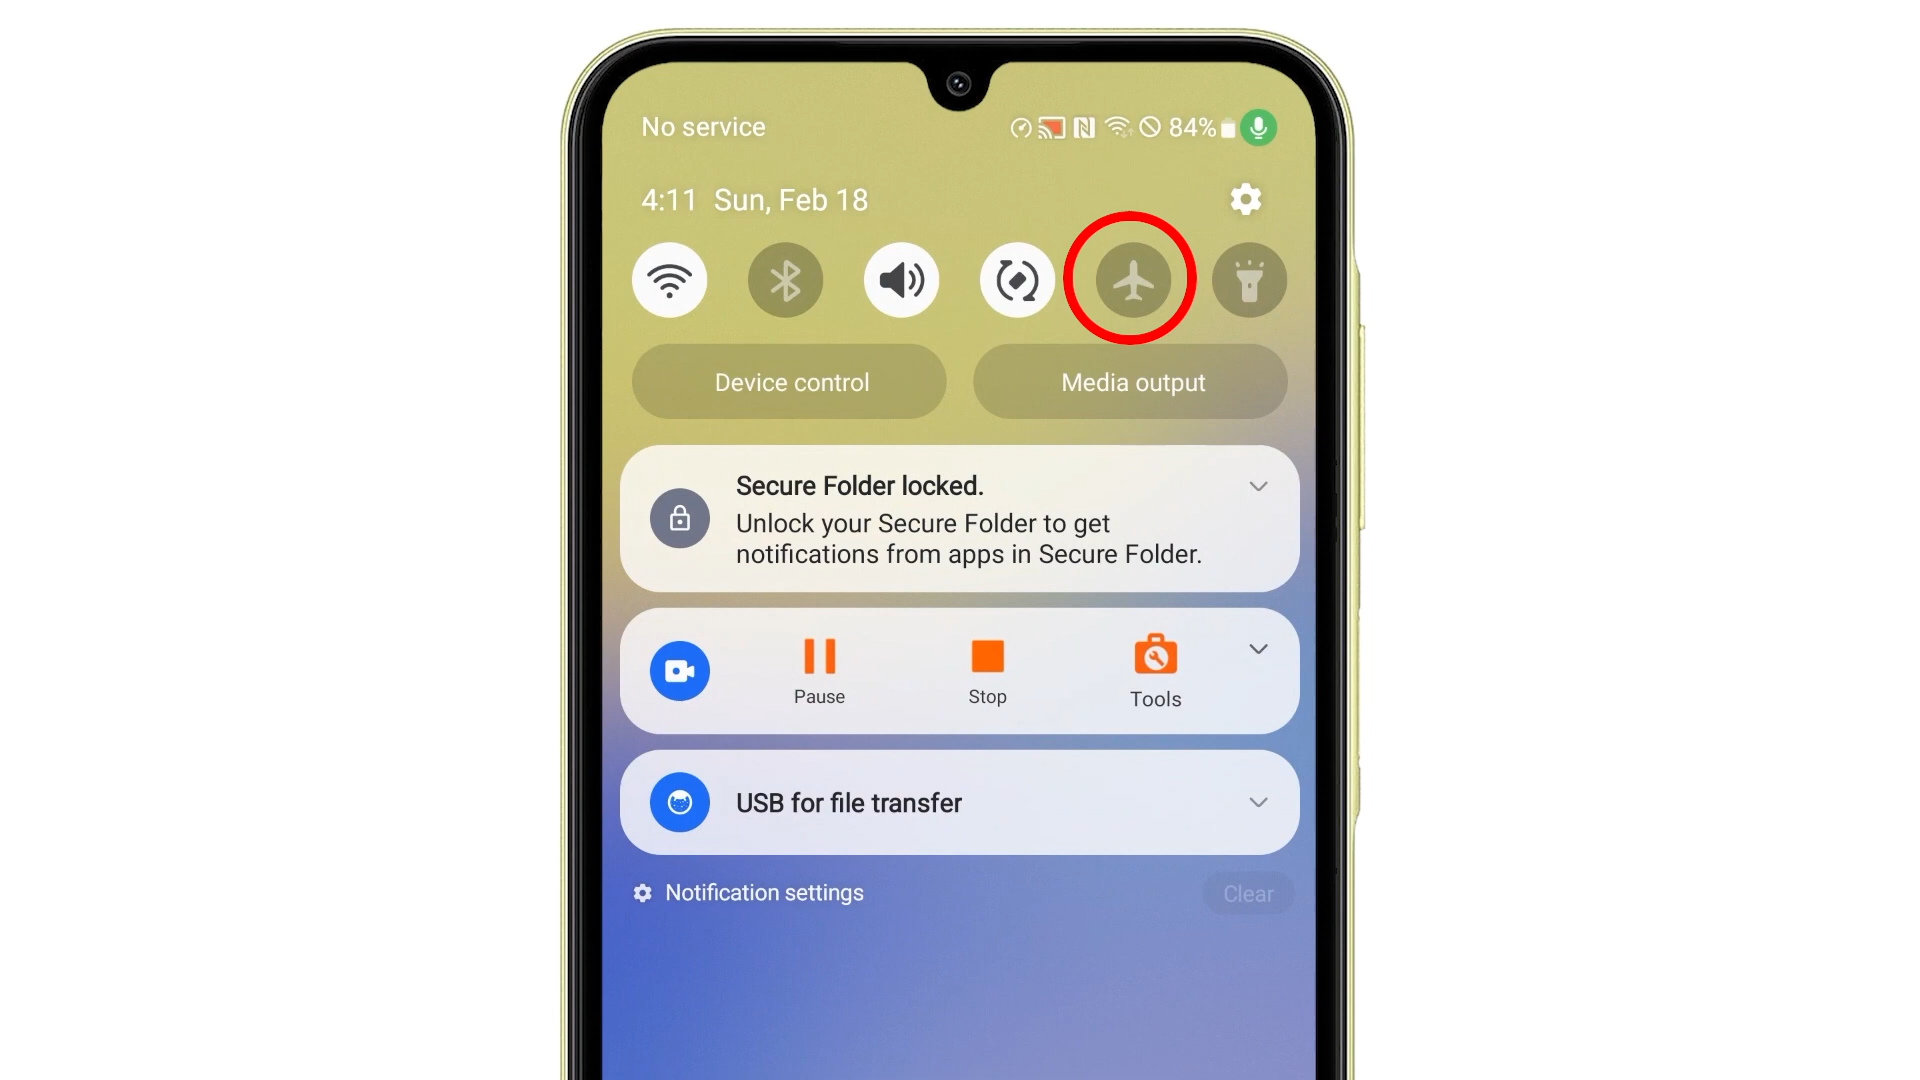 No service 84%
4:11 Sun, Feb 18
Device control Media output
Secure Folder locked.
Unlock your Secure Folder to get
notifications from apps in Secure Folder.
Pause Stop Tools
USB for file transfer
Notification settings Clear